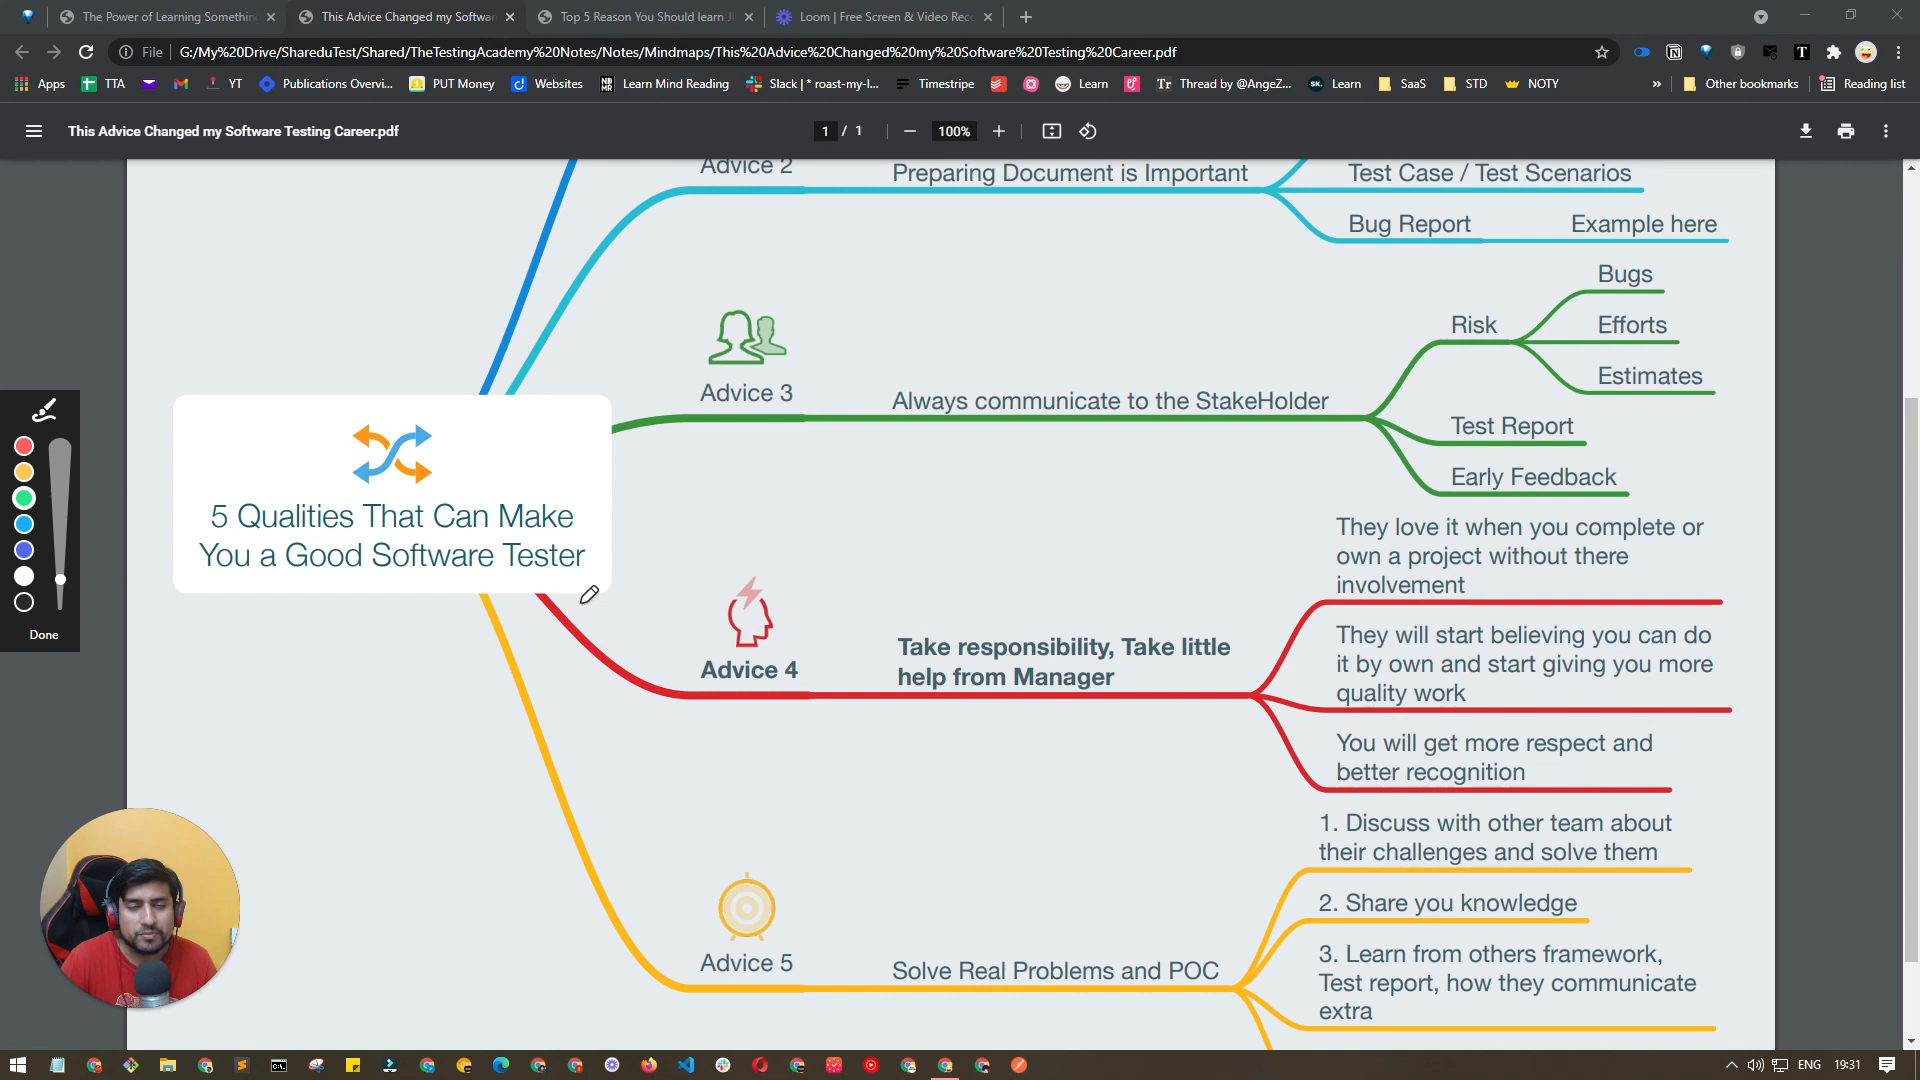 The Power of Learning Somethin
This Advice Changed my Softwar
Top 5 Reason You Should learn JI
Loom | Free Screen & Video Rec
File
G:/My%20Drive/ShareduTest/Shared/TheTestingAcademy%20Notes/Notes/Mindmaps/This%20Advice%20Changed%20my%20Software%20Testing%20Career.pdf
Apps
TTA
YT
Publications Overvi...
PUT Money
Websites
Learn Mind Reading
Slack | * roast-my-l...
Timestripe
Learn
Tr
Thread by @AngeZ...
SK.
Learn
SaaS
STD
NOTY
»
Other bookmarks
Reading list
This Advice Changed my Software Testing Career.pdf
1 / 1
100%
Advice 2
Preparing Document is Important
Test Case / Test Scenarios
Bug Report
Example here
Advice 3
Always communicate to the StakeHolder
Risk
Bugs
Efforts
Estimates
Test Report
Early Feedback
5 Qualities That Can Make
You a Good Software Tester
Done
Advice 4
Take responsibility, Take little
help from Manager
They love it when you complete or
own a project without there
involvement
They will start believing you can do
it by own and start giving you more
quality work
You will get more respect and
better recognition
Advice 5
Solve Real Problems and POC
1. Discuss with other team about
their challenges and solve them
2. Share you knowledge
3. Learn from others framework,
Test report, how they communicate
extra
ENG
19:31